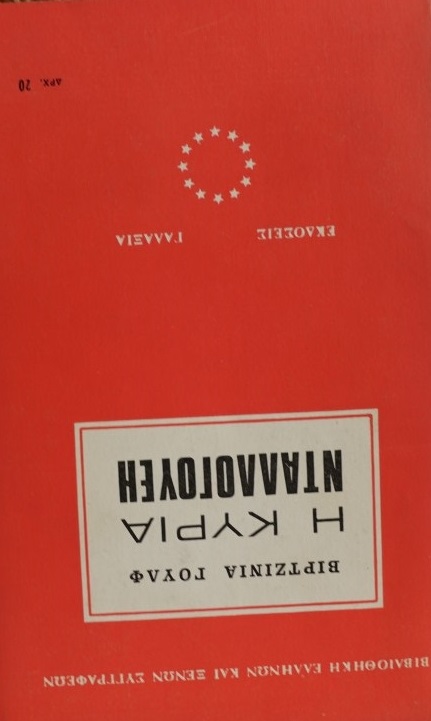 ΒΙΒΛΙΟΘΗΚΗ ΕΛΛΗΝΩΝ ΚΑΙ ΞΕΝΩΝ ΣΥΓΓΡΑΦΕΩΝ
ΒΙΡΤΖΙΝΙΑ ΓΟΥΛΦ
Η ΚΥΡΙΑ
ΝΤΑΛΛΟΓΟΥΕΗ
ΕΚΔΟΣΕΙΣ ΓΑΛΑΞΙΑ
ΔΡΧ. 20